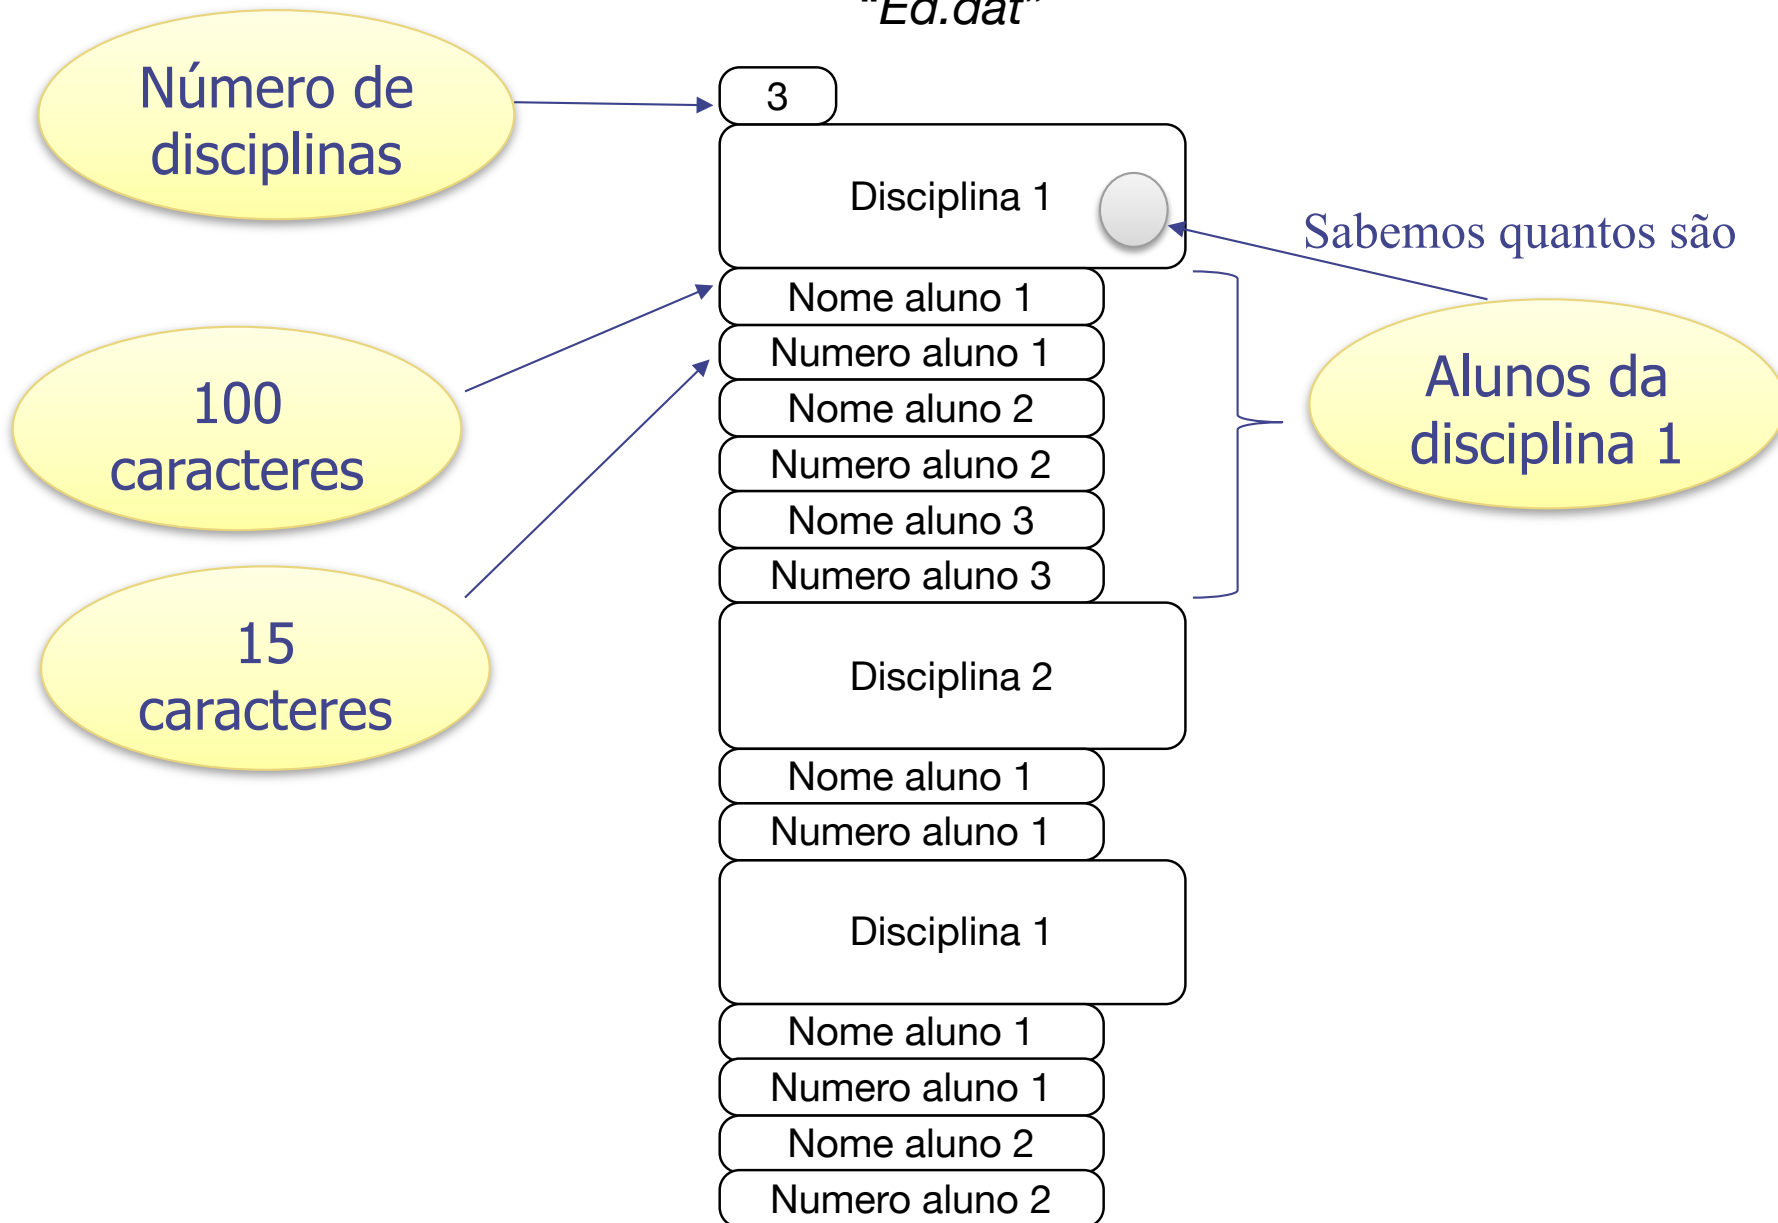 “Ed.dat”
Número de
disciplinas
3
Disciplina 1
Sabemos quantos são
Nome aluno 1
Numero aluno 1
Nome aluno 2
Numero aluno 2
Nome aluno 3
Numero aluno 3
100
caracteres
Alunos da
disciplina 1
15
caracteres
Disciplina 2
Nome aluno 1
Numero aluno 1
Disciplina 1
Nome aluno 1
Numero aluno 1
Nome aluno 2
Numero aluno 2